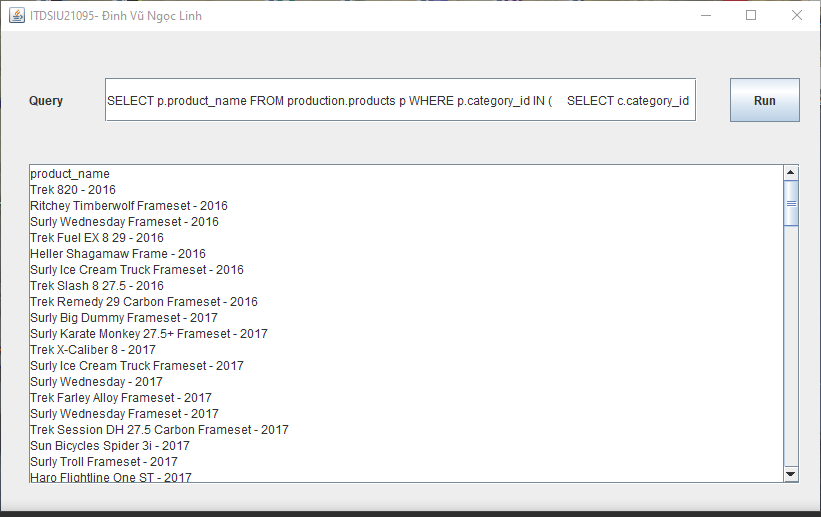 ITDSIU21095- Đinh Vũ Ngọc Linh
Query
SELECT p.product_name FROM production.products p WHERE p.category_id IN ( SELECT c.category_id
Run
product_name
Trek 820 - 2016
Ritchey Timberwolf Frameset - 2016
Surly Wednesday Frameset - 2016
Trek Fuel EX 8 29 - 2016
Heller Shagamaw Frame - 2016
Surly Ice Cream Truck Frameset - 2016
Trek Slash 8 27.5 - 2016
Trek Remedy 29 Carbon Frameset - 2016
Surly Big Dummy Frameset - 2017
Surly Karate Monkey 27.5+ Frameset - 2017
Trek X-Caliber 8 - 2017
Surly Ice Cream Truck Frameset - 2017
Surly Wednesday - 2017
Trek Farley Alloy Frameset - 2017
Surly Wednesday Frameset - 2017
Trek Session DH 27.5 Carbon Frameset - 2017
Sun Bicycles Spider 3i - 2017
Surly Troll Frameset - 2017
Haro Flightline One ST - 2017